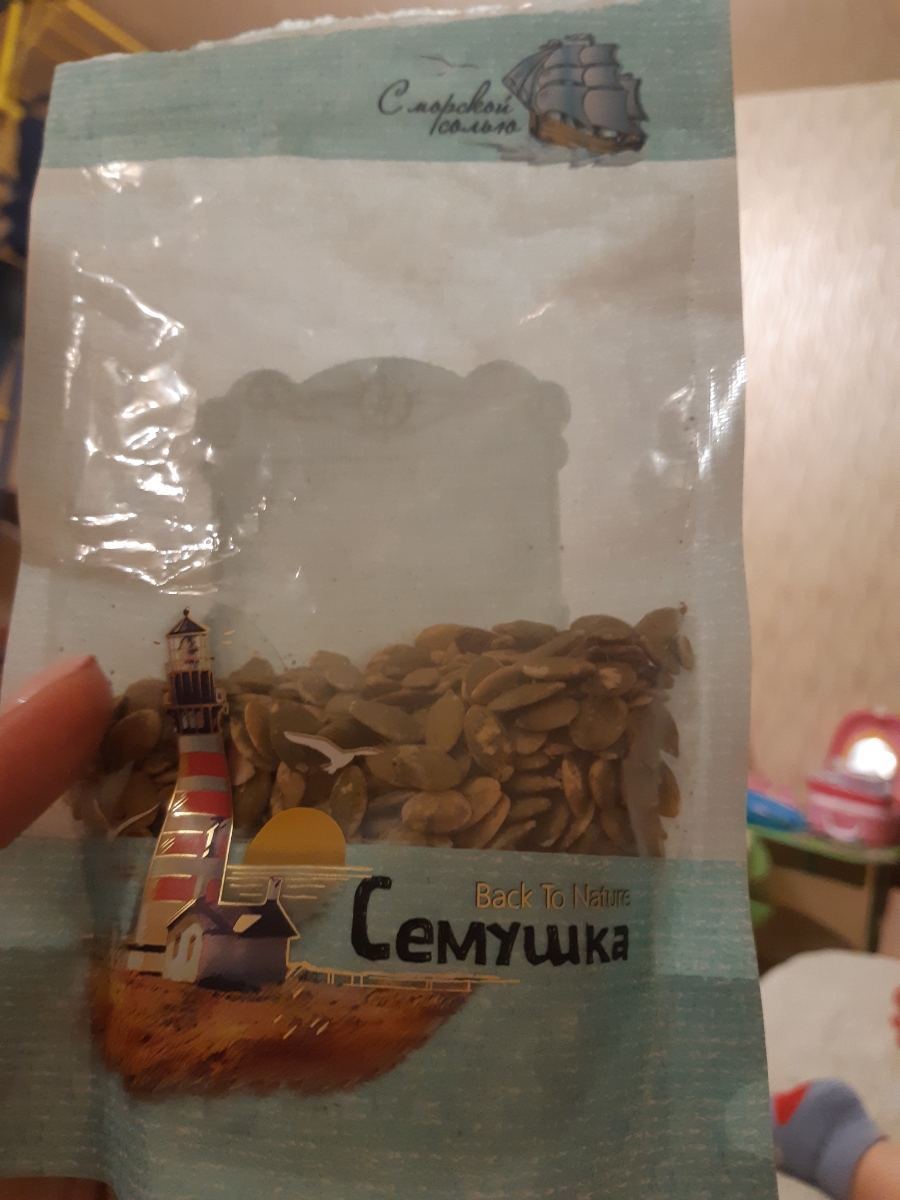 С морской
солью
Back To Nature
Семушка